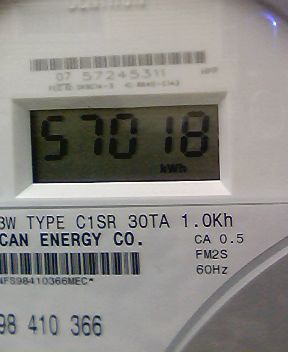 07 57245311
57018
kWh
3W TYPE C1SR 30TA 1.0Kh
CAN ENERGY CO.
CA 0.5
FM2S
60Hz
98 410 366